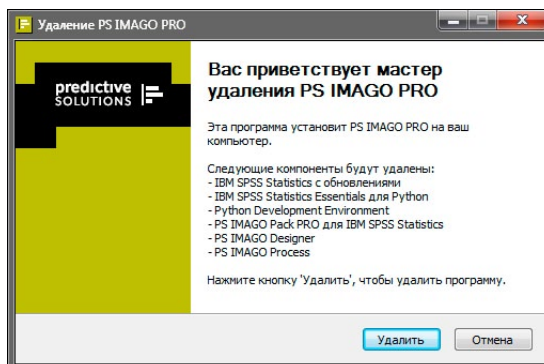 Удаление PS IMAGO PRO
predictive
SOLUTIONS
Вас приветствует мастер
удаления PS IMAGO PRO
Эта программа установит PS IMAGO PRO на ваш
компьютер.
Следующие компоненты будут удалены:
- IBM SPSS Statistics с обновлениями
- IBM SPSS Statistics Essentials для Python
- Python Development Environment
- PS IMAGO Pack PRO для IBM SPSS Statistics
- PS IMAGO Designer
- PS IMAGO Process
Нажмите кнопку 'Удалить', чтобы удалить программу.
Удалить
Отмена